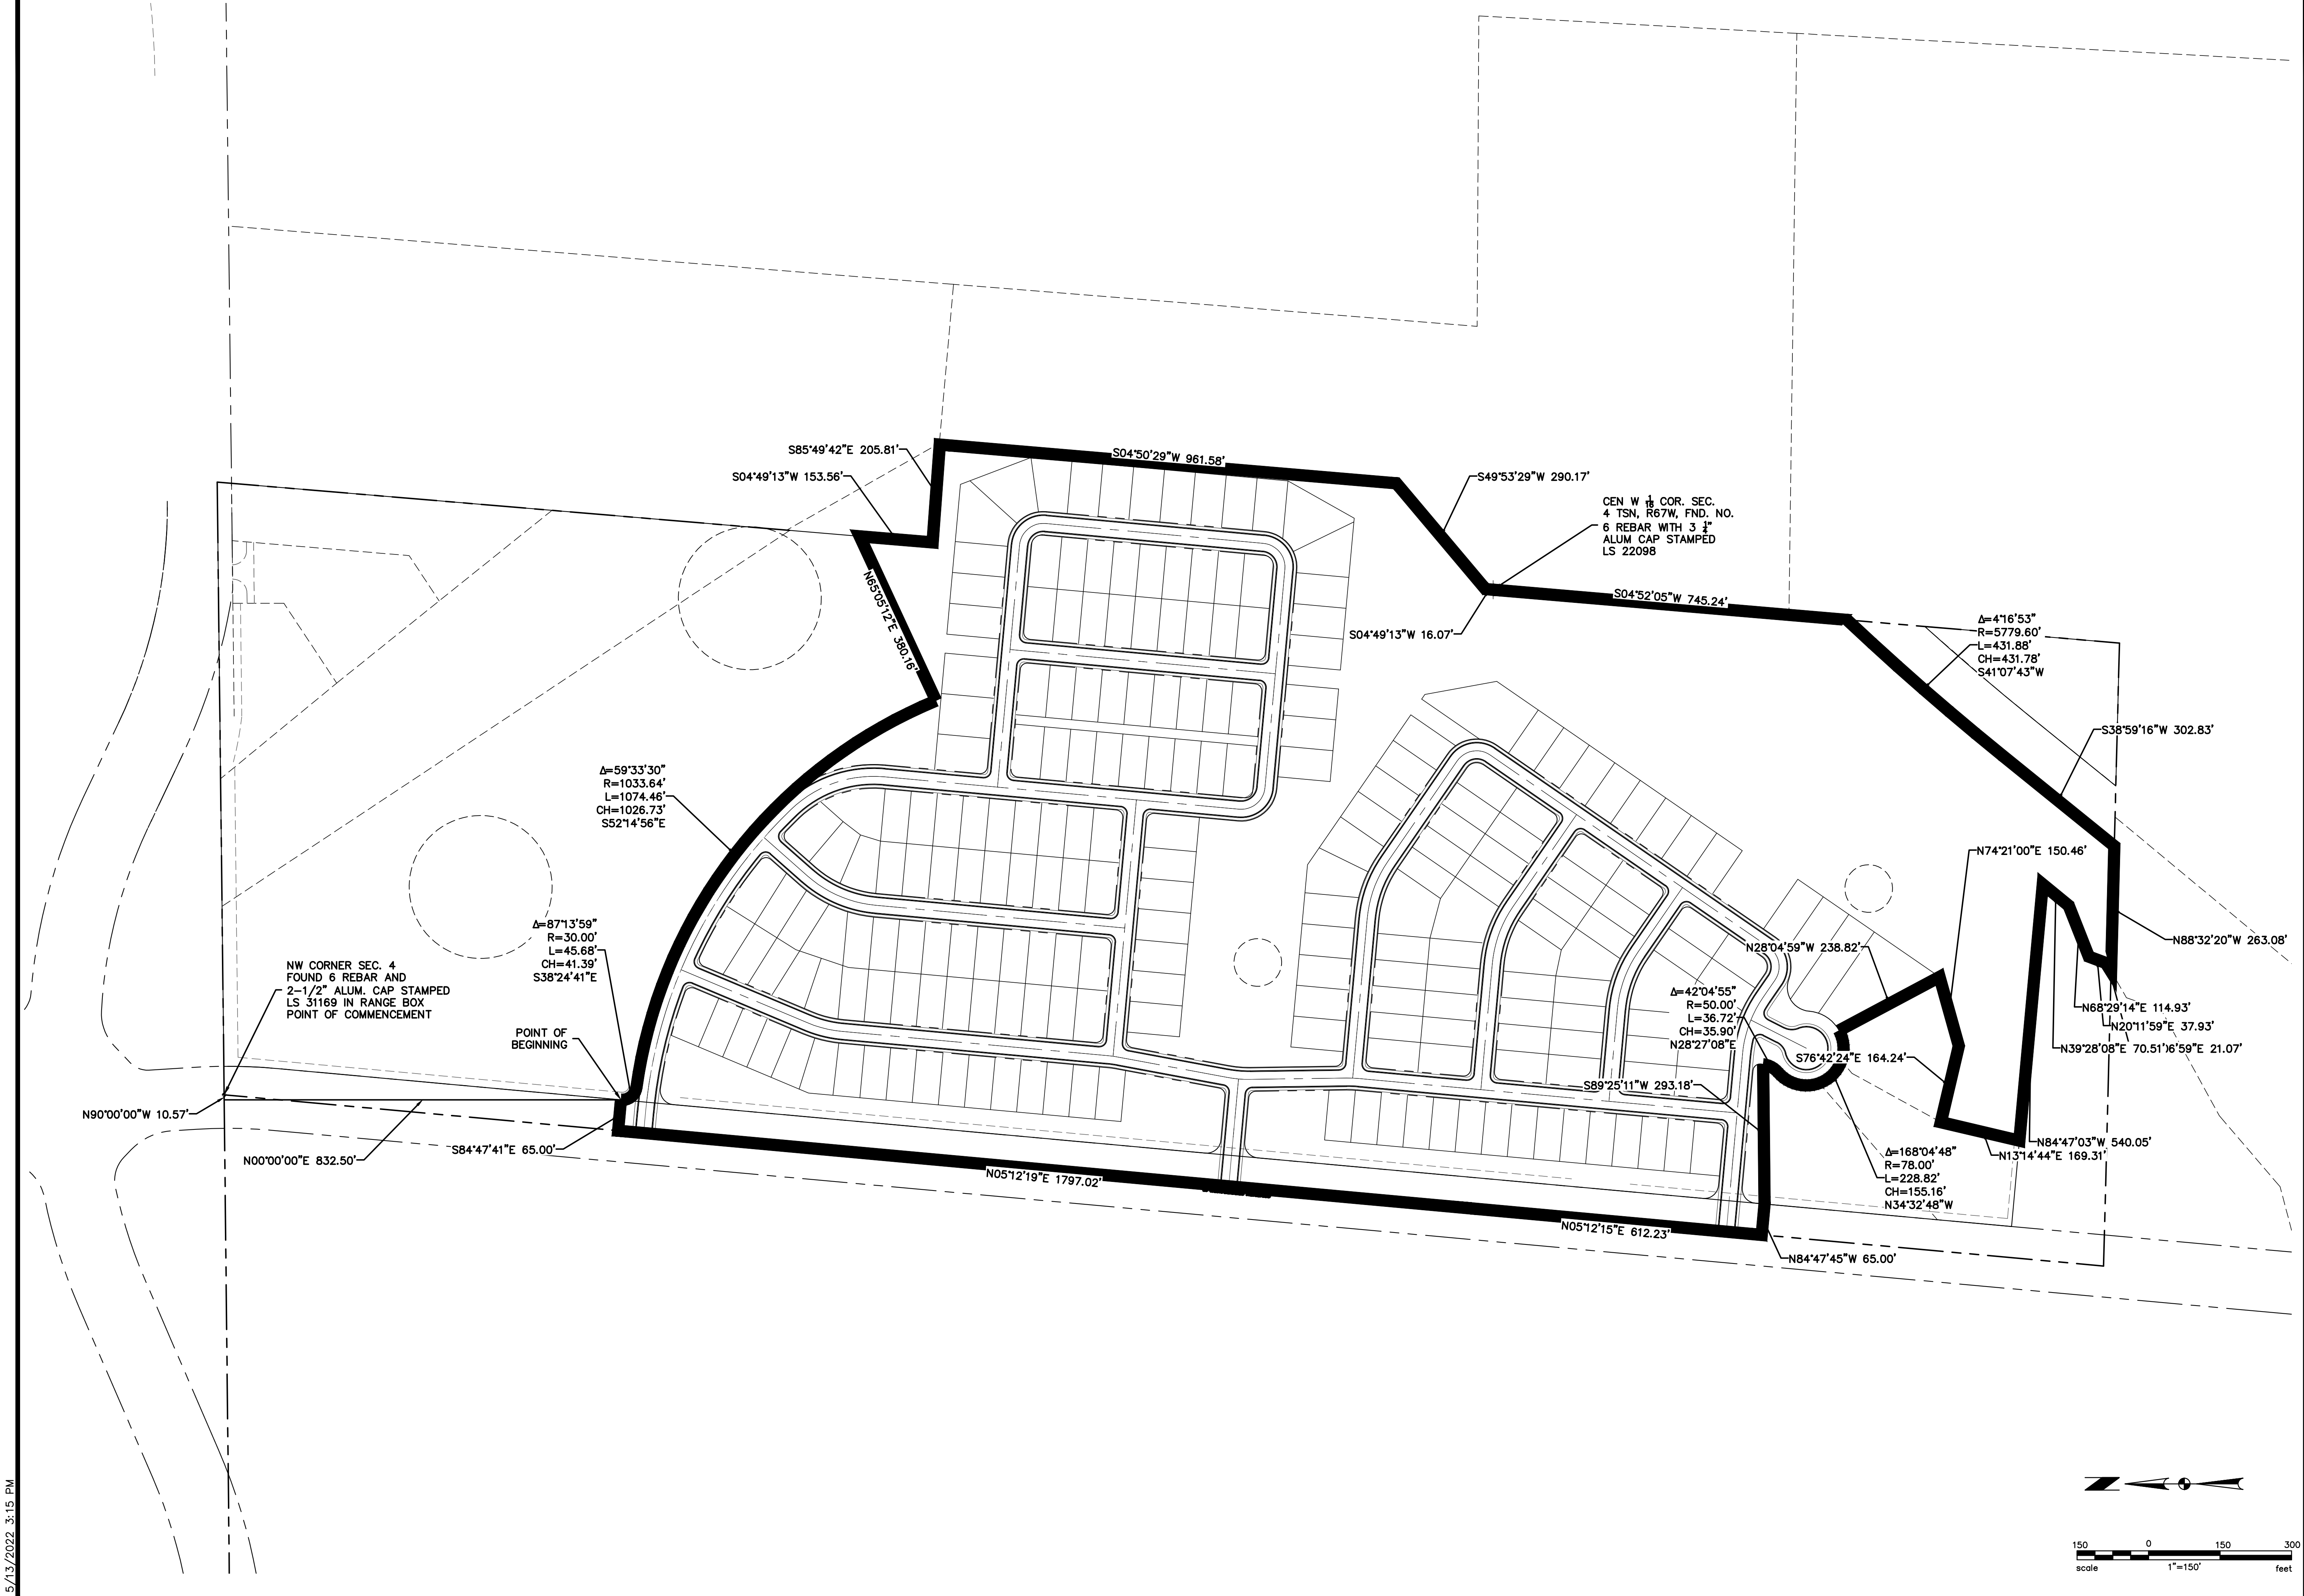 S85°49'42"E 205.81'
S04°49'13"W 153.56'
S04°50'29"W 961.58'
S49°53'29"W 290.17'
CEN W 1/16 COR. SEC.
4 TSN, R67W, FND. NO.
6 REBAR WITH 3 1/4"
ALUM CAP STAMPED
LS 22098
N65°05'12"E 380.16'
S04°52'05"W 745.24'
S04°49'13"W 16.07'
Δ=4°16'53"
R=5779.60'
L=431.88'
CH=431.78'
S41°07'43"W
S38°59'16"W 302.83'
Δ=59°33'30"
R=1033.64'
L=1074.46'
CH=1026.73'
S52°14'56"E
N74°21'00"E 150.46'
Δ=87°13'59"
R=30.00'
L=45.68'
CH=41.39'
S38°24'41"E
N28°04'59"W 238.82'
N88°32'20"W 263.08'
NW CORNER SEC. 4
FOUND 6 REBAR AND
2-1/2" ALUM. CAP STAMPED
LS 31169 IN RANGE BOX
POINT OF COMMENCEMENT
Δ=42°04'55"
R=50.00'
L=36.72'
CH=35.90'
N28°27'08"E
N68°29'14"E 114.93'
N20°11'59"E 37.93'
POINT OF
BEGINNING
N39°28'08"E 70.51'
6'59"E 21.07'
S76°42'24"E 164.24'
S89°25'11"W 293.18'
N90°00'00"W 10.57'
N00°00'00"E 832.50'
S84°47'41"E 65.00'
N84°47'03"W 540.05'
N13°14'44"E 169.31'
Δ=168°04'48"
R=78.00'
L=228.82'
CH=155.16'
N34°32'48"W
N05°12'19"E 1797.02'
N05°12'15"E 612.23'
N84°47'45"W 65.00'
5/13/2022 3:15 PM
N
150 0 150 300
scale 1"=150' feet